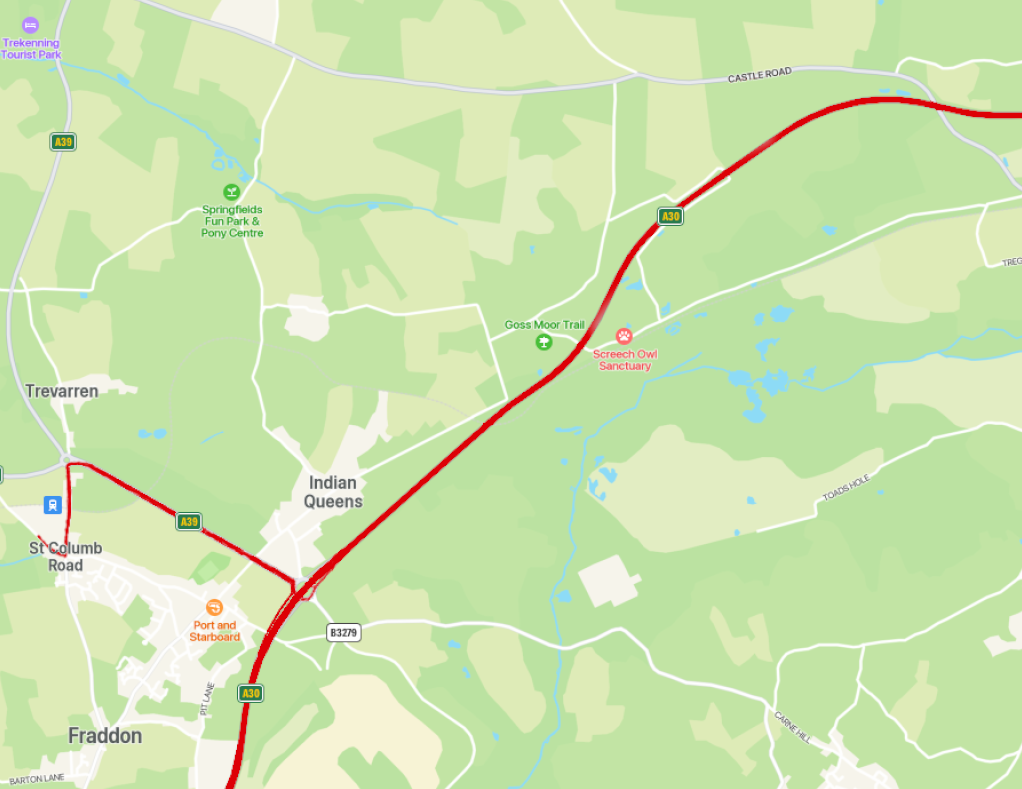 Trekenning
Tourist Park
CASTLE ROAD
A39
Springfields
Fun Park &
Pony Centre
A30
TREG
Goss Moor Trail
Screech Owl
Sanctuary
Trevarren
Indian
Queens
TOADS HOLE
A39
St Columb
Road
Port and
Starboard
B3279
A30
PIT LANE
CARNE HILL
Fraddon
BARTON LANE